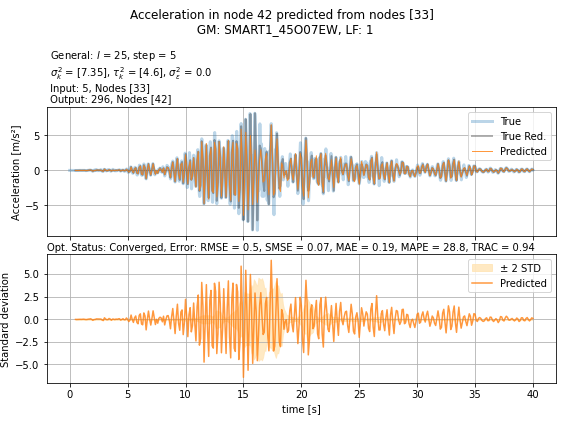 Acceleration in node 42 predicted from nodes [33]
GM: SMART1_45O07EW, LF: 1
General: l = 25, step = 5
σ²ₖ = [7.35], τ²ₖ = [4.6], σ²ε = 0.0
Input: 5, Nodes [33]
Output: 296, Nodes [42]
Acceleration [m/s²]
5
0
−5
True
True Red.
Predicted
Opt. Status: Converged, Error: RMSE = 0.5, SMSE = 0.07, MAE = 0.19, MAPE = 28.8, TRAC = 0.94
Standard deviation
5.0
2.5
0.0
−2.5
−5.0
± 2 STD
Predicted
0 5 10 15 20 25 30 35 40
time [s]